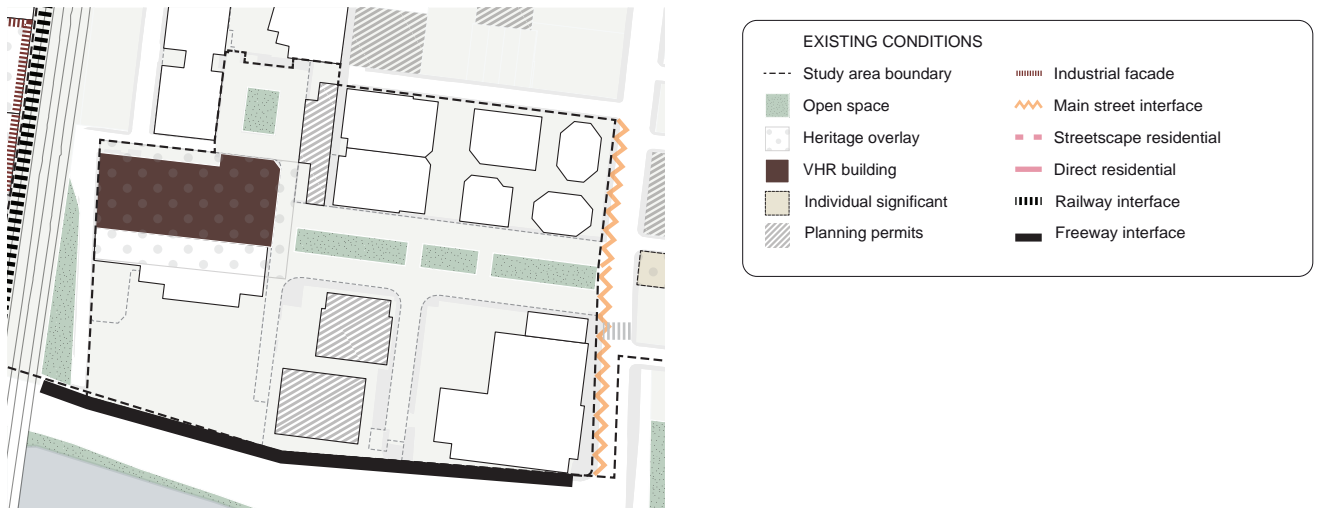 EXISTING CONDITIONS
Study area boundary
Open space
Heritage overlay
VHR building
Individual significant
Planning permits
Industrial facade
Main street interface
Streetscape residential
Direct residential
Railway interface
Freeway interface